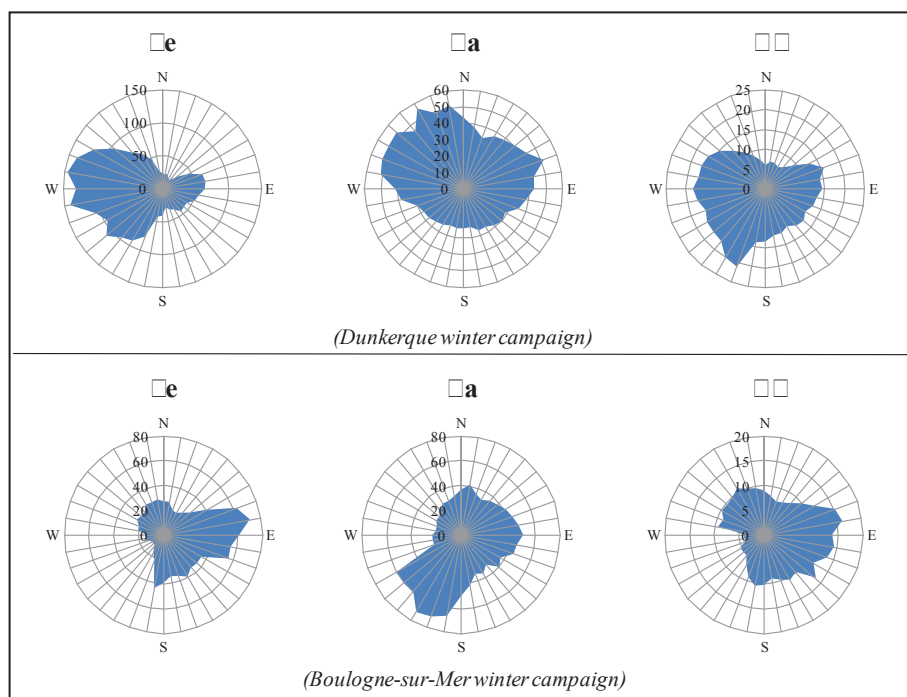 □e □a □□
N N N
150 60 25
100 50 20
50 40 15
30 10
20 5
10
W 0 E W 0 E W 0 E
S S S
(Dunkerque winter campaign)
□e □a □□
N N N
80 80 20
60 60 15
40 40 10
20 20 5
W 0 E W 0 E W 0 E
S S S
(Boulogne-sur-Mer winter campaign)